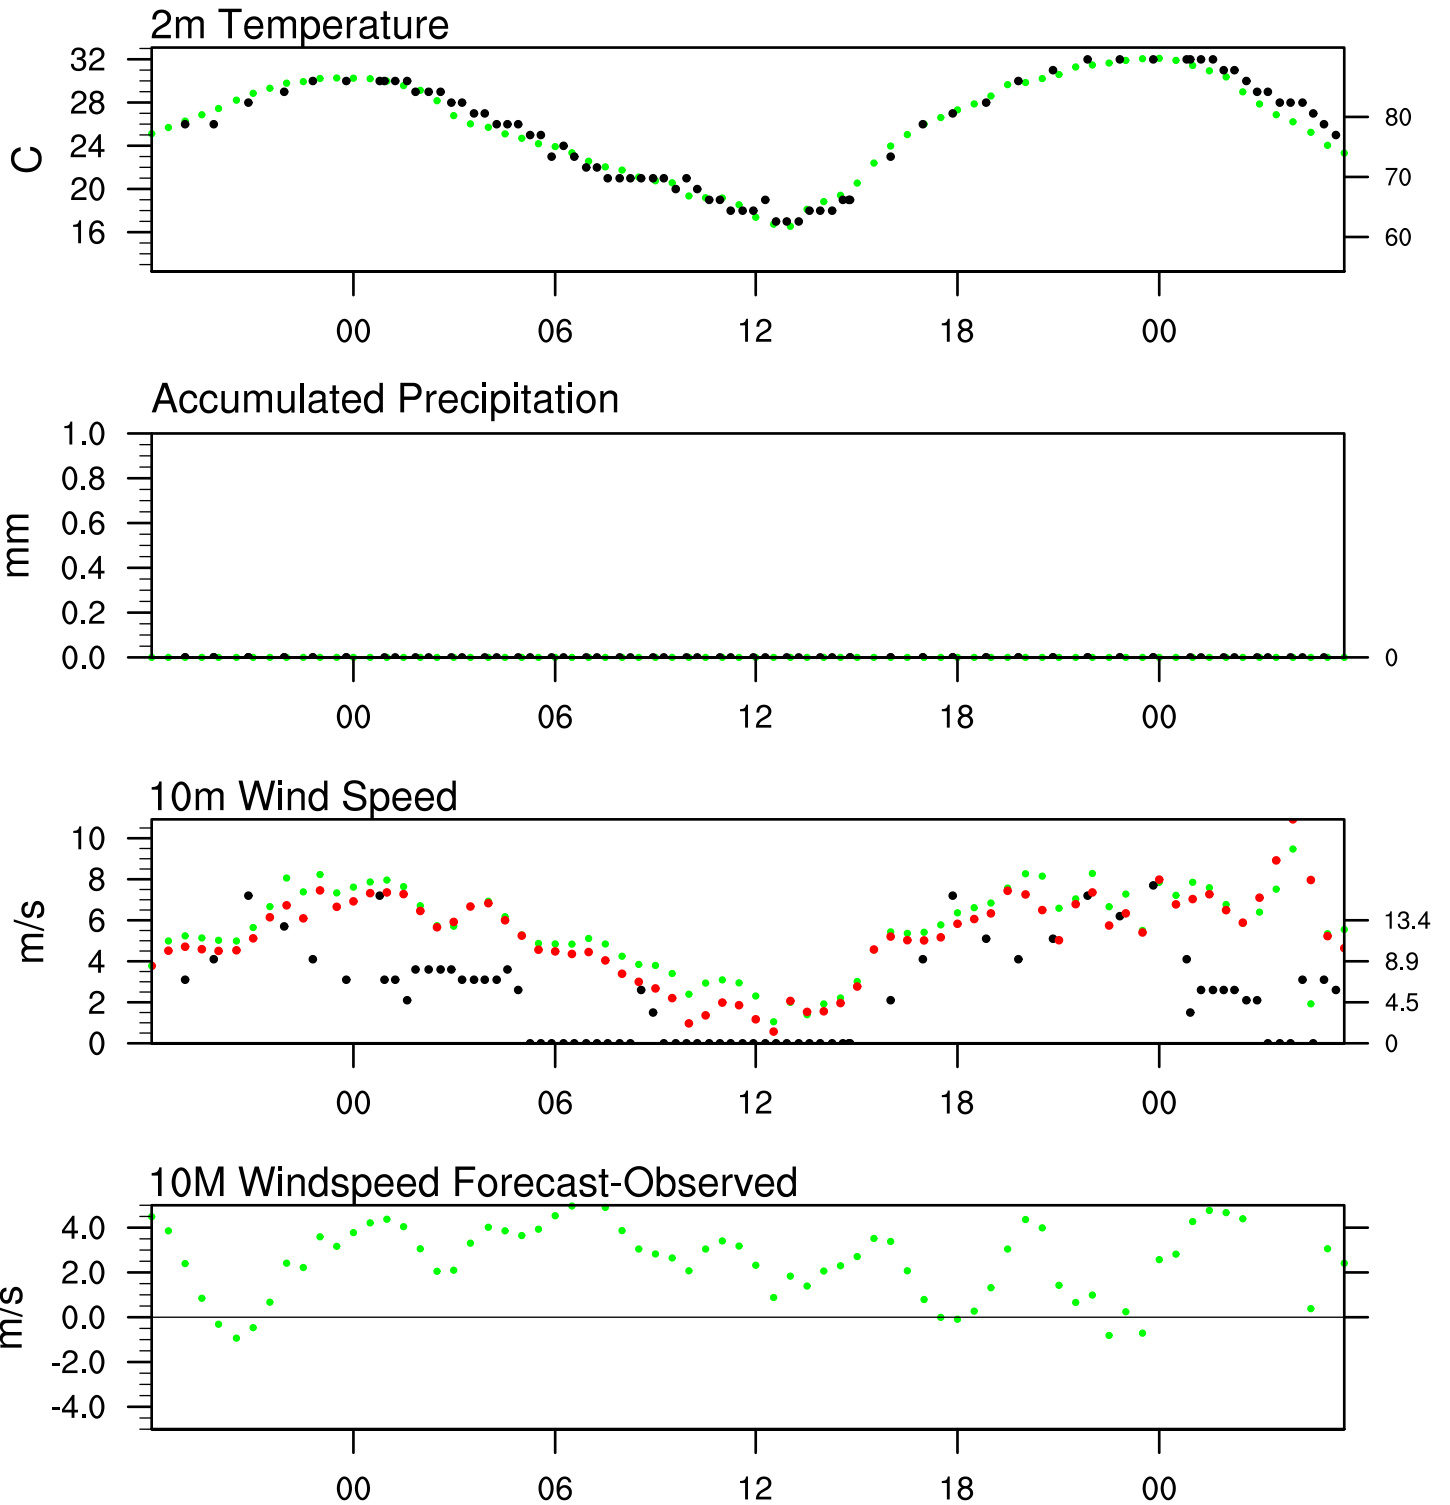 2m Temperature
32
28
24
20
16
C
80
70
60
00 06 12 18 00
Accumulated Precipitation
1.0
0.8
0.6
0.4
0.2
0.0
mm
0
00 06 12 18 00
10m Wind Speed
10
8
6
4
2
0
m/s
13.4
8.9
4.5
0
00 06 12 18 00
10M Windspeed Forecast-Observed
4.0
2.0
0.0
-2.0
-4.0
m/s
00 06 12 18 00